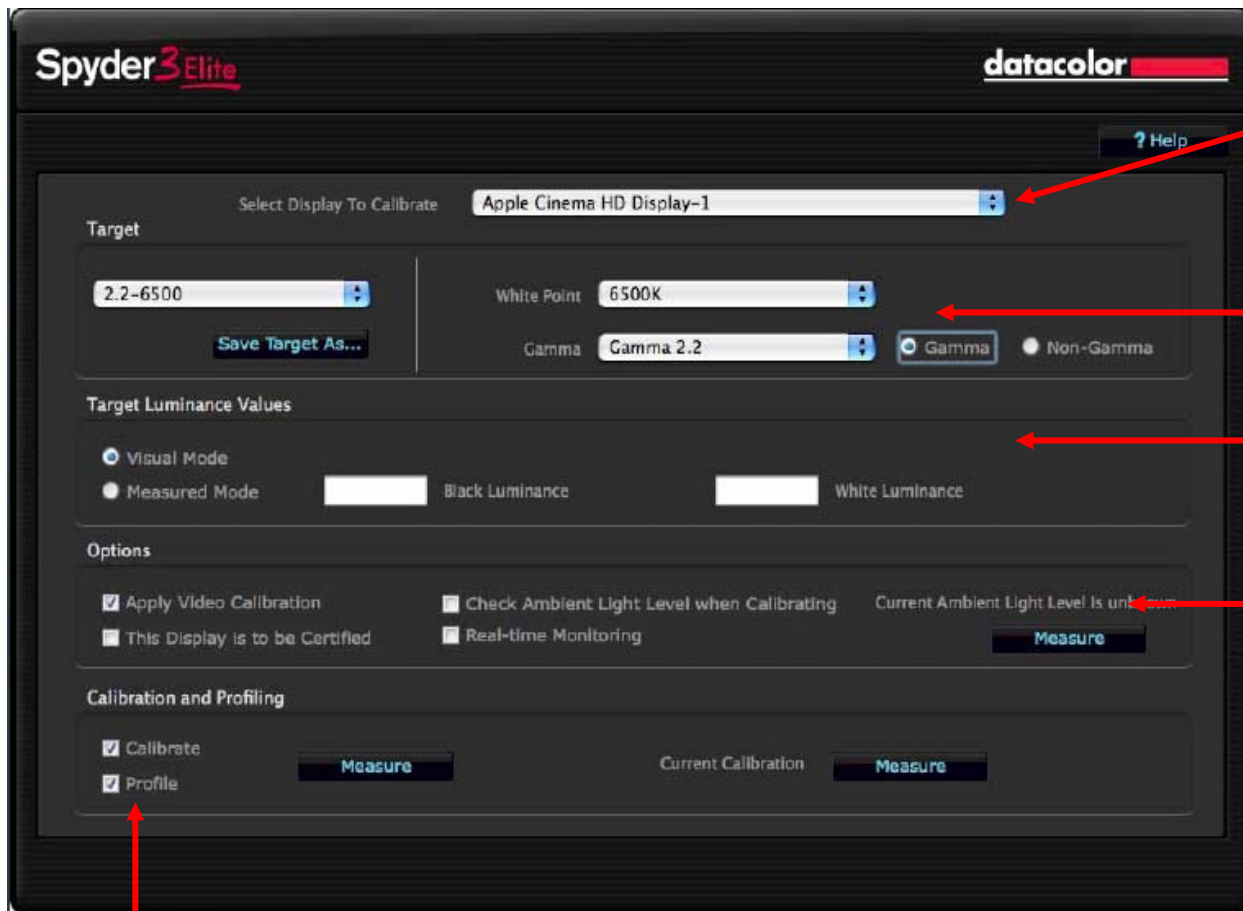 Spyder3Elite
datacolor
? Help
Select Display To Calibrate Apple Cinema HD Display-1
Target
2.2-6500
White Point 6500K
Save Target As...
Gamma Gamma 2.2 Gamma Non-Gamma
Target Luminance Values
Visual Mode
Measured Mode Black Luminance White Luminance
Options
Apply Video Calibration Check Ambient Light Level when Calibrating Current Ambient Light Level is unknown
This Display is to be Certified Real-time Monitoring Measure
Calibration and Profiling
Calibrate
Measure Current Calibration Measure
Profile